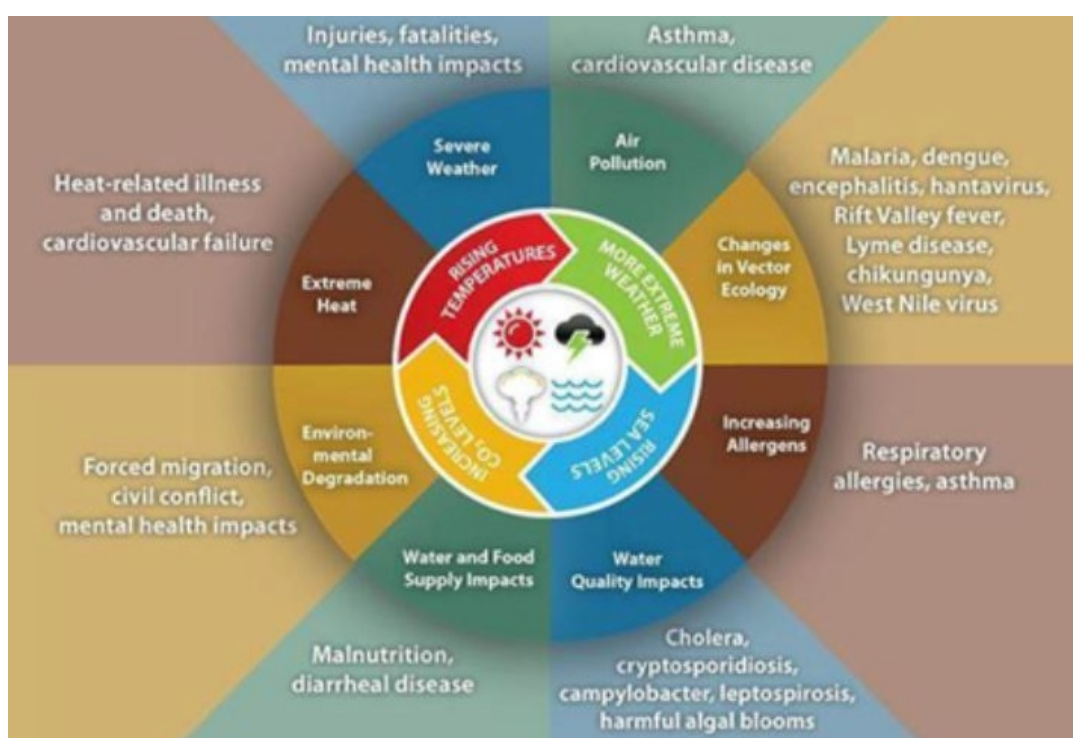 Injuries, fatalities,
mental health impacts
Asthma,
cardiovascular disease
Severe
Weather
Air
Pollution
Heat-related illness
and death,
cardiovascular failure
Malaria, dengue,
encephalitis, hantavirus,
Rift Valley fever,
Lyme disease,
chikungunya,
West Nile virus
Extreme
Heat
Changes
in Vector
Ecology
RISING
TEMPERATURES
MORE EXTREME
WEATHER
INCREASING
CO₂ LEVELS
RISING
SEA LEVELS
Environ-
mental
Degradation
Increasing
Allergens
Forced migration,
civil conflict,
mental health impacts
Respiratory
allergies, asthma
Water and Food
Supply Impacts
Water
Quality Impacts
Malnutrition,
diarrheal disease
Cholera,
cryptosporidiosis,
campylobacter, leptospirosis,
harmful algal blooms